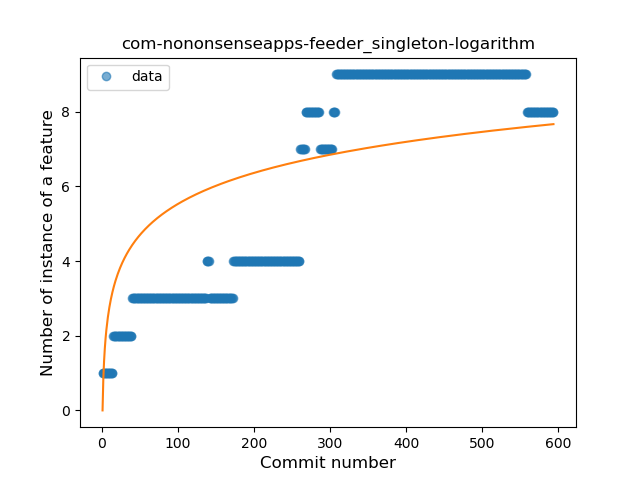 com-nononsenseapps-feeder_singleton-logarithm
data
Number of instance of a feature
8
6
4
2
0
0 100 200 300 400 500 600
Commit number